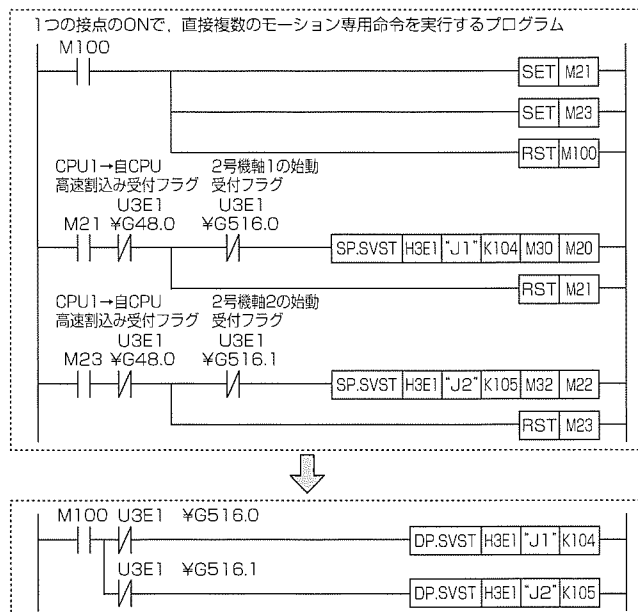 1つの接点のONで，直接複数のモーション専用命令を実行するプログラム
M100
SET M21
SET M23
RST M100
CPU1→自CPU 2号機軸1の始動
高速割込み受付フラグ 受付フラグ
U3E1 U3E1
M21 ¥G48.0 ¥G516.0
SP.SVST H3E1 "J1" K104 M30 M20
RST M21
CPU1→自CPU 2号機軸2の始動
高速割込み受付フラグ 受付フラグ
U3E1 U3E1
M23 ¥G48.0 ¥G516.1
SP.SVST H3E1 "J2" K105 M32 M22
RST M23
M100 U3E1 ¥G516.0
DP.SVST H3E1 "J1" K104
U3E1 ¥G516.1
DP.SVST H3E1 "J2" K105